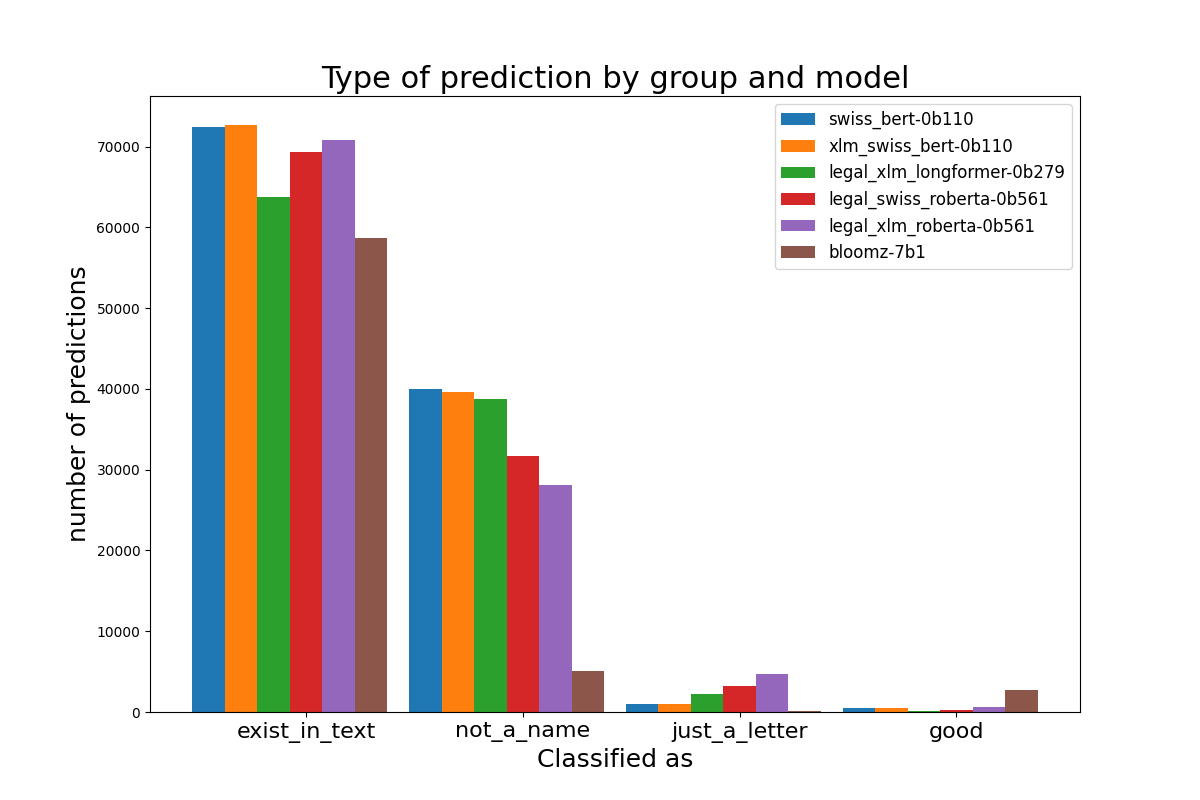 Type of prediction by group and model
swiss_bert-0b110
xlm_swiss_bert-0b110
legal_xlm_longformer-0b279
legal_swiss_roberta-0b561
legal_xlm_roberta-0b561
bloomz-7b1
number of predictions
70000
60000
50000
40000
30000
20000
10000
0
exist_in_text not_a_name just_a_letter good
Classified as